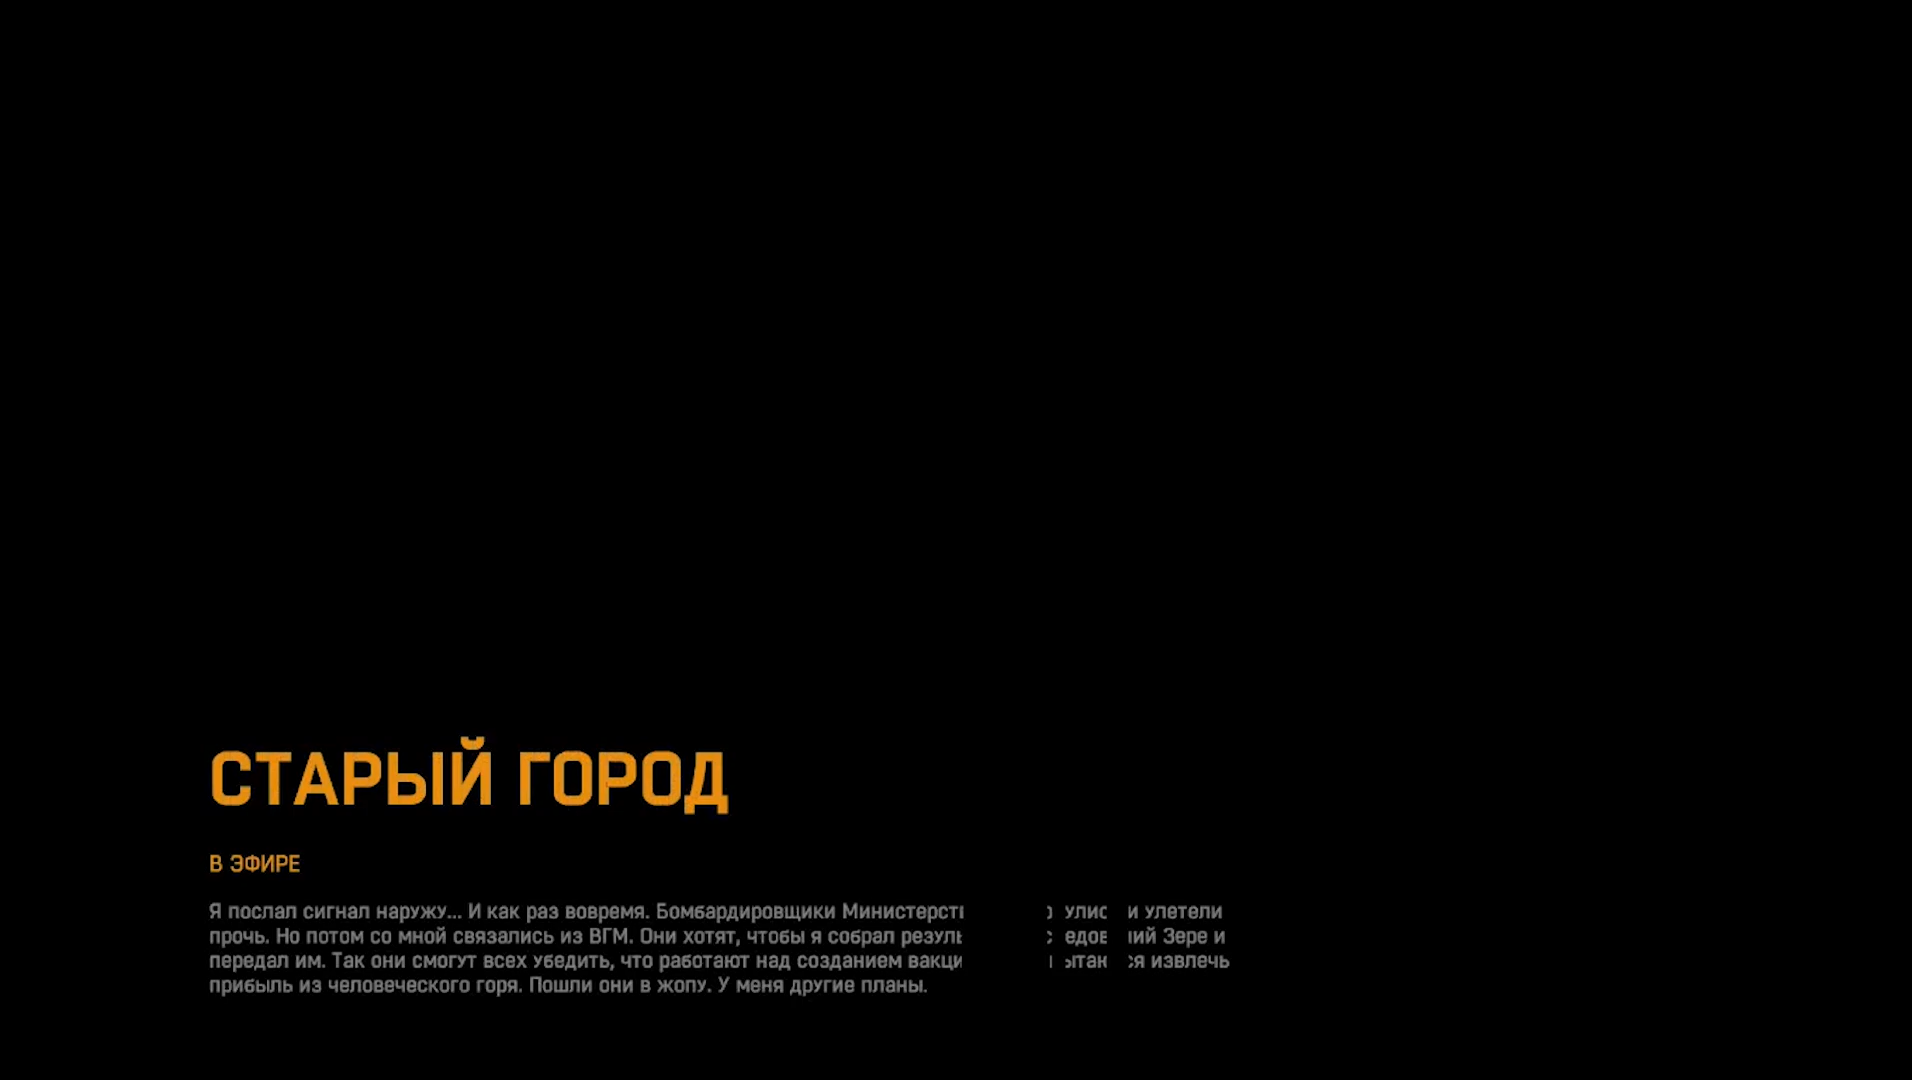 СТАРЫЙ ГОРОД
В ЭФИРЕ
Я послал сигнал наружу... И как раз вовремя. Бомбардировщики и улетели
прочь. Но потом со мной связались из ВГМ. Они хотят, чтобы я собрал Зере и
передал им. Так они смогут всех убедить, что работают над созданием извлечь
прибыль из человеческого горя. Пошли они в жопу. У меня другие планы.